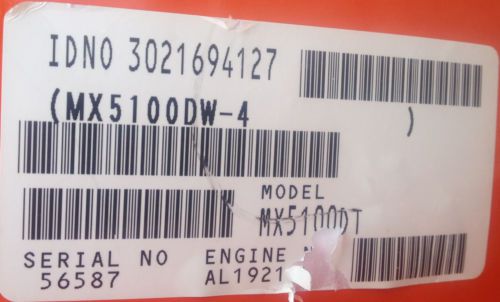 IDNO 3021694127
(MX5100DW-4 )
MODEL
MX5100DT
SERIAL NO ENGINE N
56587 AL1921